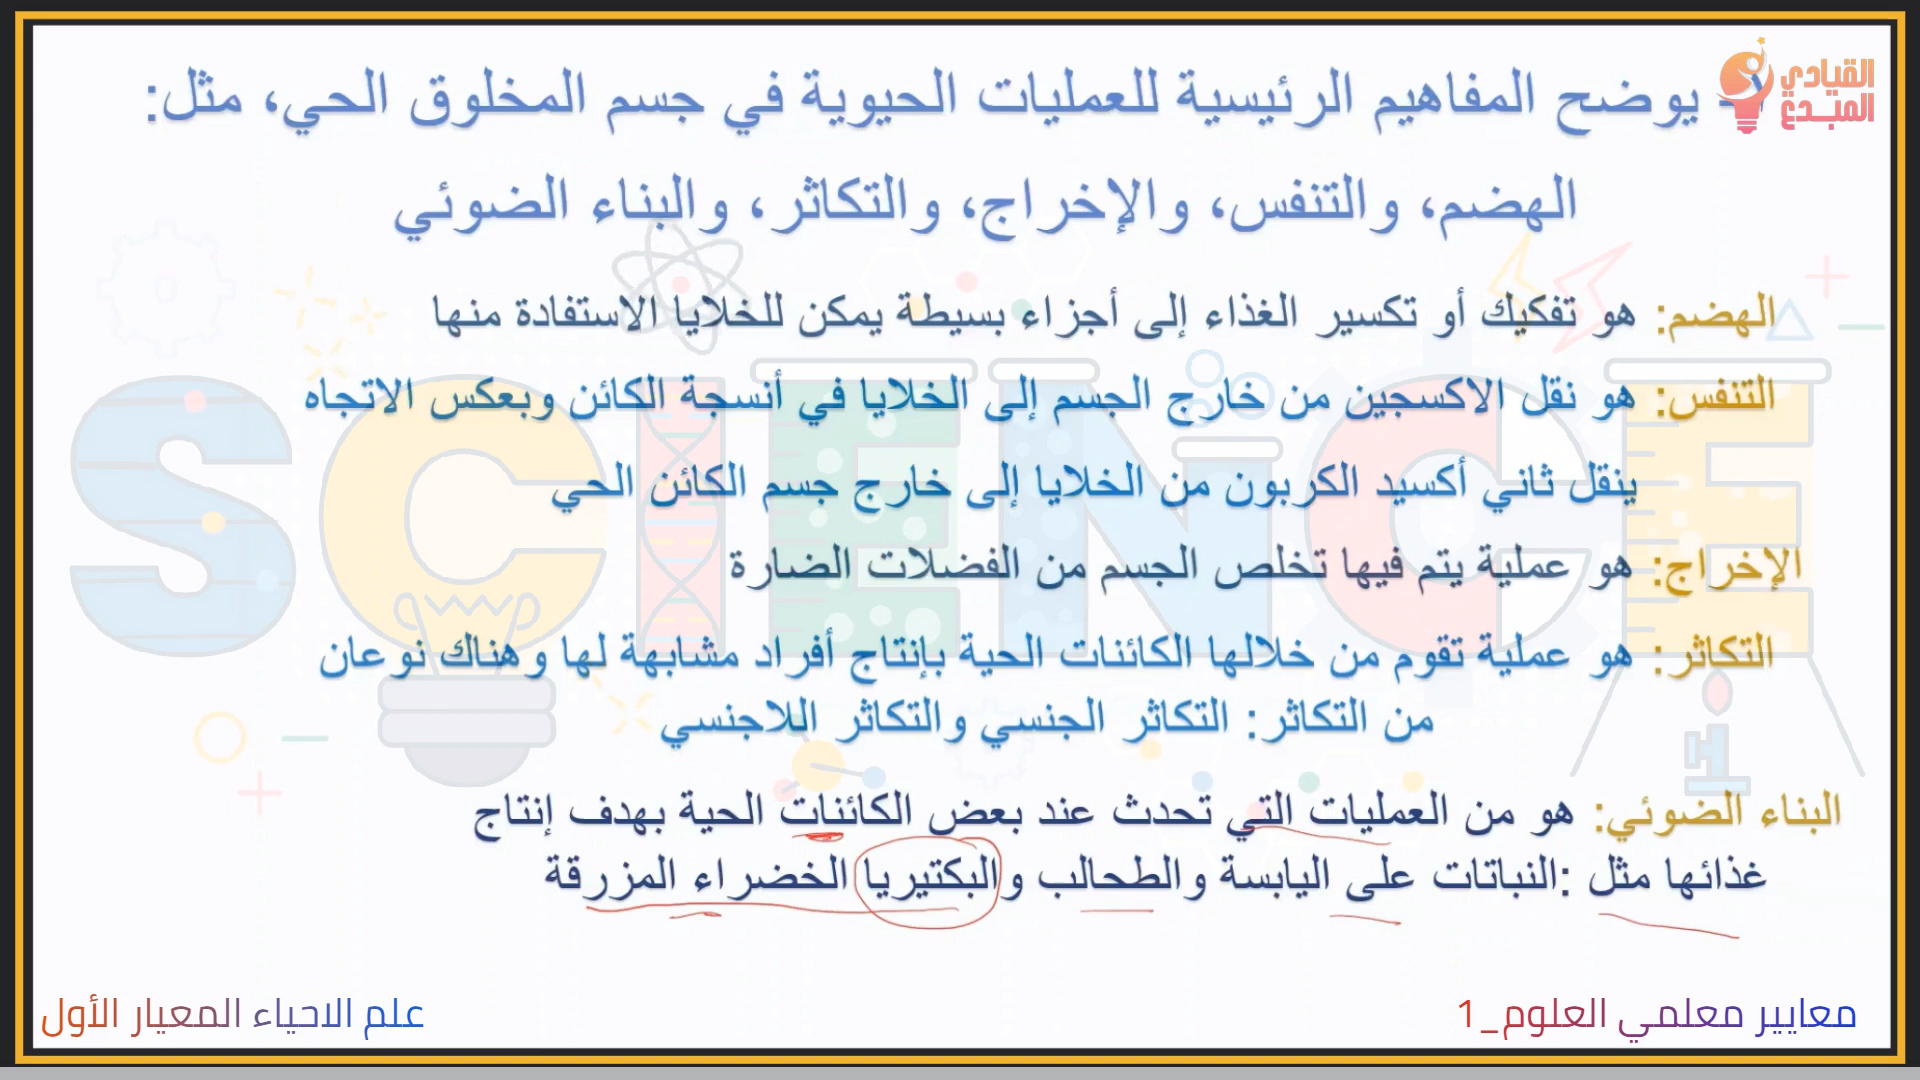 القيادي
المبدع
- يوضح المفاهيم الرئيسية للعمليات الحيوية في جسم المخلوق الحي، مثل:
الهضم، والتنفس، والإخراج، والتكاثر، والبناء الضوئي
الهضم: هو تفكيك أو تكسير الغذاء إلى أجزاء بسيطة يمكن للخلايا الاستفادة منها
التنفس: هو نقل الاكسجين من خارج الجسم إلى الخلايا في أنسجة الكائن وبعكس الاتجاه
ينقل ثاني أكسيد الكربون من الخلايا إلى خارج جسم الكائن الحي
الإخراج: هو عملية يتم فيها تخلص الجسم من الفضلات الضارة
التكاثر: هو عملية تقوم من خلالها الكائنات الحية بإنتاج أفراد مشابهة لها وهناك نوعان
من التكاثر: التكاثر الجنسي والتكاثر اللاجنسي
البناء الضوئي: هو من العمليات التي تحدث عند بعض الكائنات الحية بهدف إنتاج
غذائها مثل :النباتات على اليابسة والطحالب والبكتيريا الخضراء المزرقة
SCIENCE
معايير معلمي العلوم_1
علم الاحياء المعيار الأول